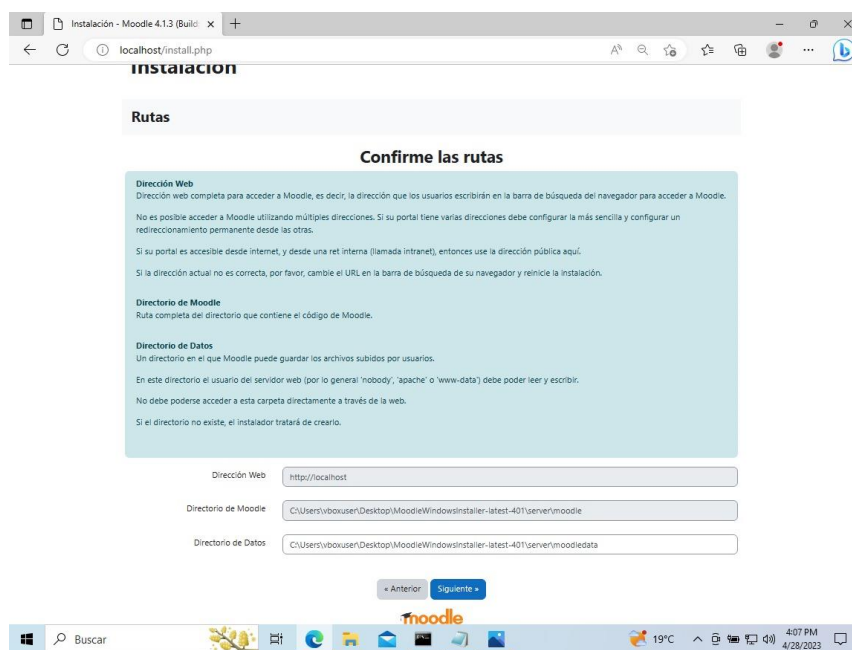 Instalación - Moodle 4.1.3 (Build:
localhost/install.php
Instalación
Rutas
Confirme las rutas
Dirección Web
Dirección web completa para acceder a Moodle, es decir, la dirección que los usuarios escribirán en la barra de búsqueda del navegador para acceder a Moodle.
No es posible acceder a Moodle utilizando múltiples direcciones. Si su portal tiene varias direcciones debe configurar la más sencilla y configurar un
redireccionamiento permanente desde las otras.
Si su portal es accesible desde internet, y desde una ret interna (llamada intranet), entonces use la dirección pública aquí.
Si la dirección actual no es correcta, por favor, cambie el URL en la barra de búsqueda de su navegador y reinicie la instalación.
Directorio de Moodle
Ruta completa del directorio que contiene el código de Moodle.
Directorio de Datos
Un directorio en el que Moodle puede guardar los archivos subidos por usuarios.
En este directorio el usuario del servidor web (por lo general 'nobody', 'apache' o 'www-data') debe poder leer y escribir.
No debe poderse acceder a esta carpeta directamente a través de la web.
Si el directorio no existe, el instalador tratará de crearlo.
Dirección Web http://localhost
Directorio de Moodle C:\Users\vboxuser\Desktop\MoodleWindowsInstaller-latest-401\server\moodle
Directorio de Datos C:\Users\vboxuser\Desktop\MoodleWindowsInstaller-latest-401\server\moodledata
« Anterior Siguiente »
moodle
Buscar 19°C 4:07 PM
4/28/2023